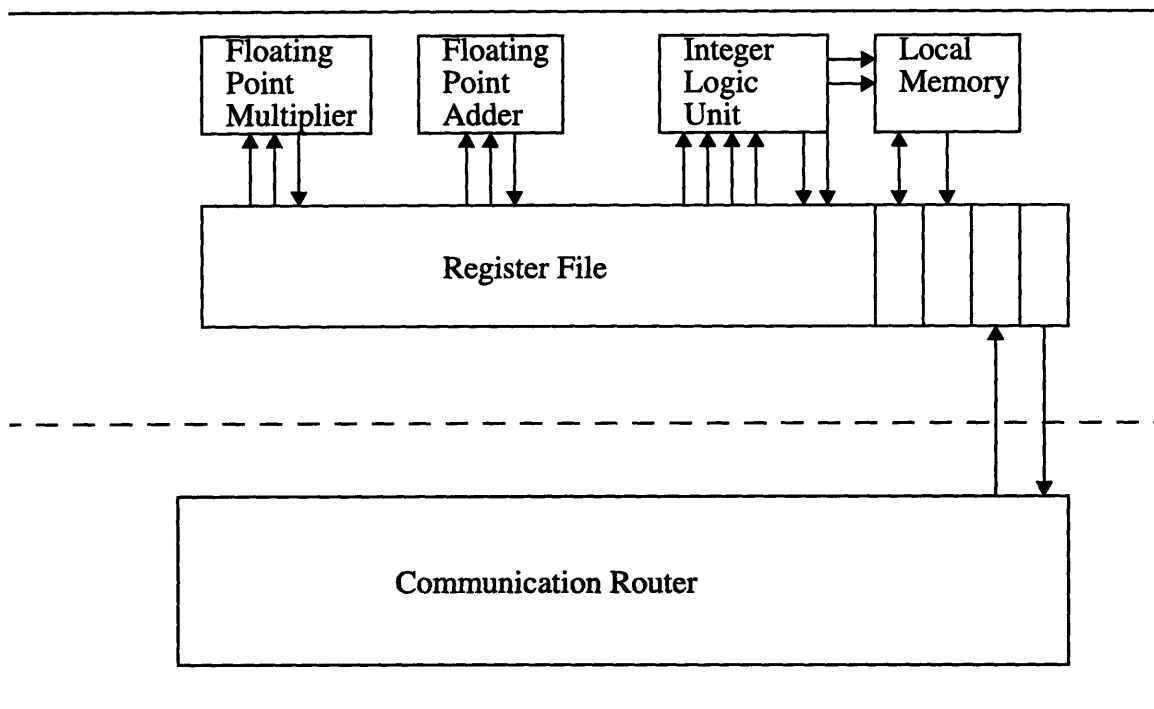 Floating
Point
Multiplier
Floating
Point
Adder
Integer
Logic
Unit
Local
Memory
Register File
Communication Router